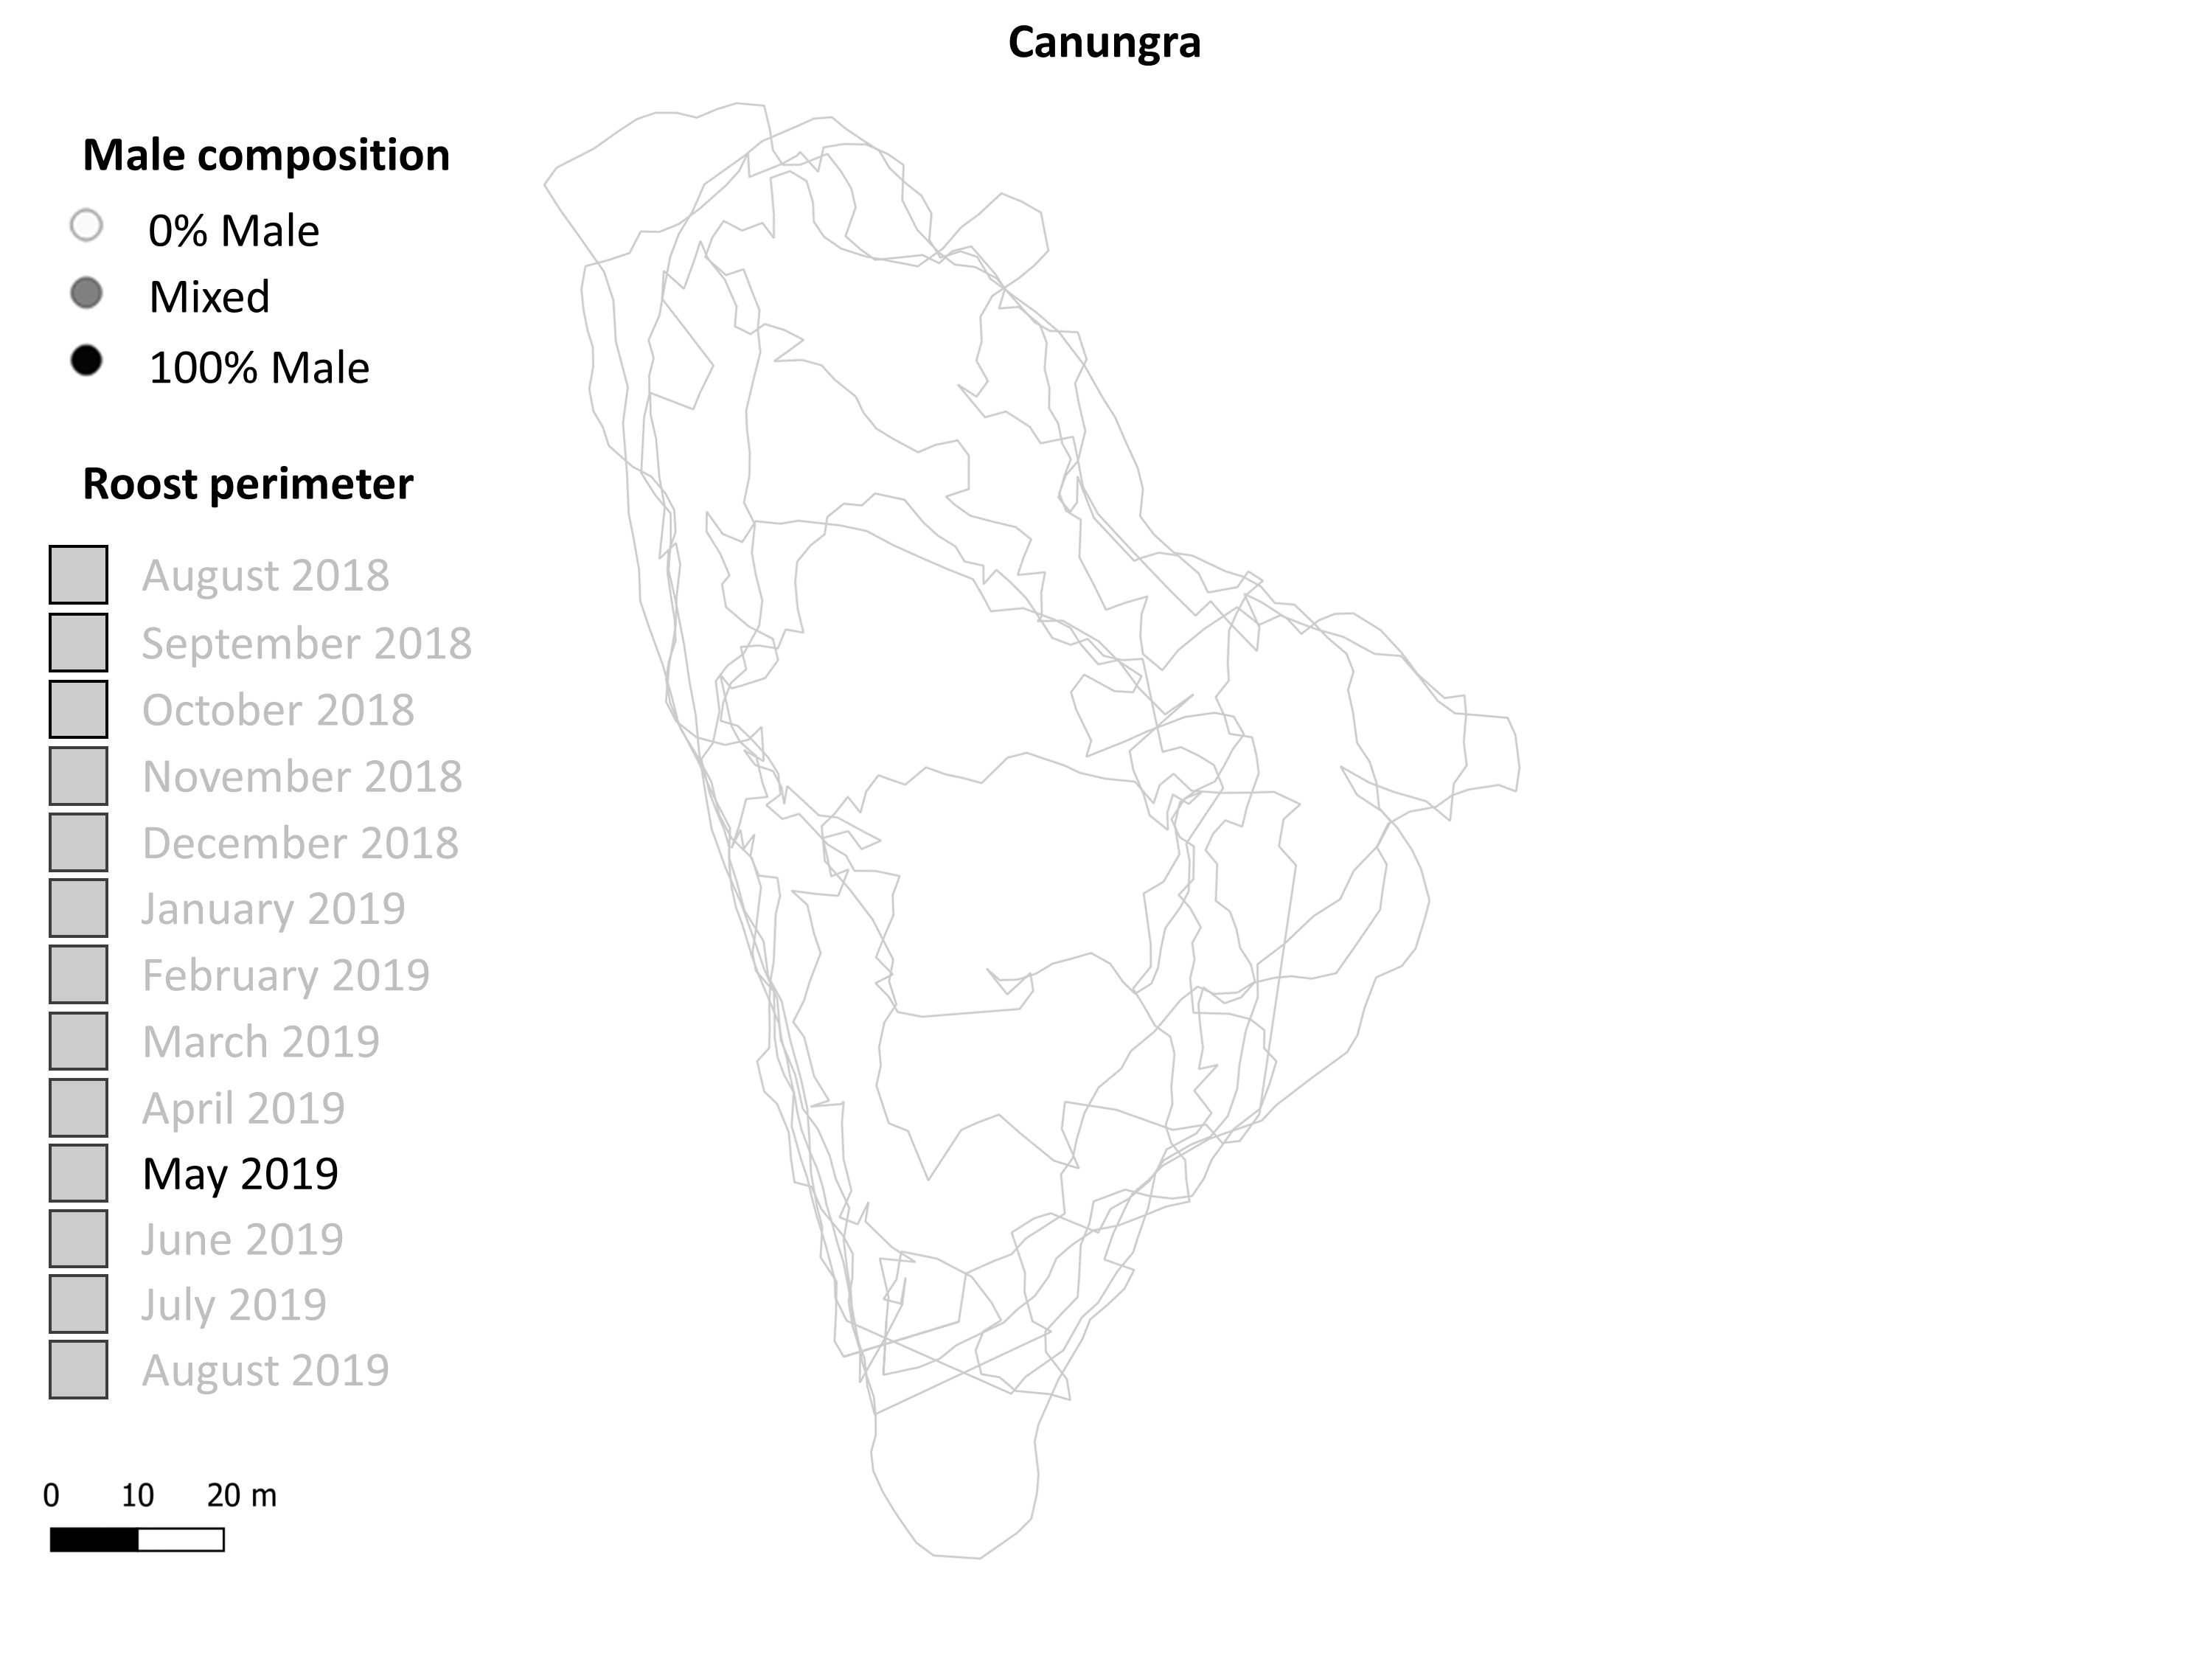 Canungra
Male composition
0% Male
Mixed
100% Male
Roost perimeter
August 2018
September 2018
October 2018
November 2018
December 2018
January 2019
February 2019
March 2019
April 2019
May 2019
June 2019
July 2019
August 2019
0 10 20 m